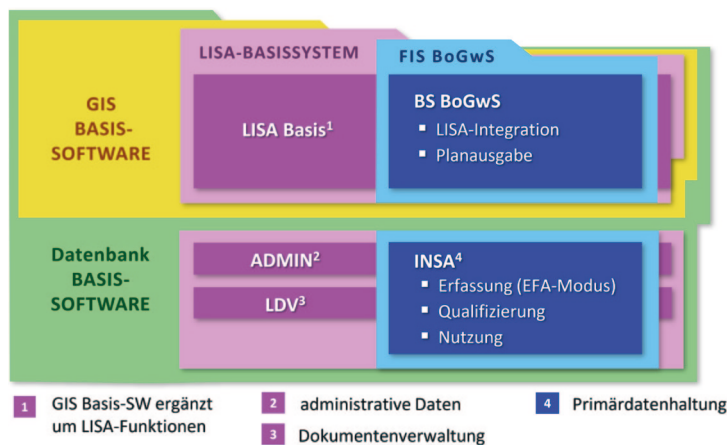 LISA-BASISSYSTEM
FIS BoGwS
GIS
BASIS-
SOFTWARE
LISA Basis¹
BS BoGwS
▪ LISA-Integration
▪ Planausgabe
Datenbank
BASIS-
SOFTWARE
ADMIN²
LDV³
INSA⁴
▪ Erfassung (EFA-Modus)
▪ Qualifizierung
▪ Nutzung
1 GIS Basis-SW ergänzt
um LISA-Funktionen
2 administrative Daten
3 Dokumentenverwaltung
4 Primärdatenhaltung